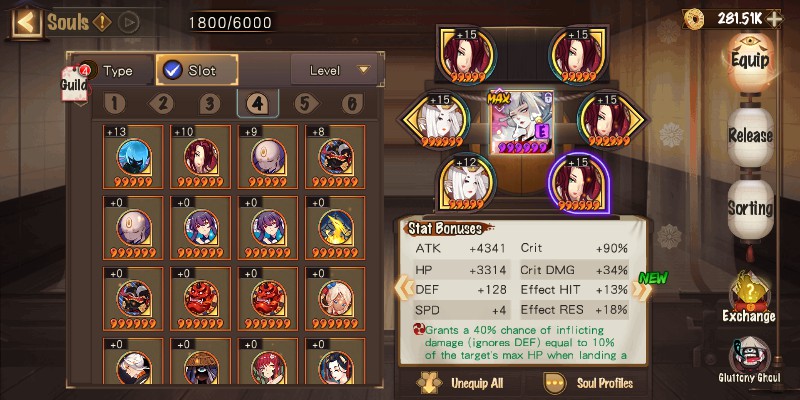 Souls
1800/6000
281.51K
Guild
4
Type
Slot
Level
1
2
3
4
5
6
+13
+10
+9
+8
99999
99999
99999
99999
+0
+0
+0
+0
99999
99999
99999
99999
+0
+0
+0
+0
99999
99999
99999
99999
+0
+0
+0
+0
+15
+15
99999
99999
+15
MAX
+15
99999
E
999999
99999
+12
+15
99999
99999
Stat Bonuses
ATK +4341 Crit +90%
HP +3314 Crit DMG +34%
DEF +128 Effect HIT +13%
SPD +4 Effect RES +18%
Grants a 40% chance of inflicting
damage (ignores DEF) equal to 10%
of the target's max HP when landing a
NEW
Unequip All
Soul Profiles
Equip
Release
Sorting
?
Exchange
Gluttony Ghoul